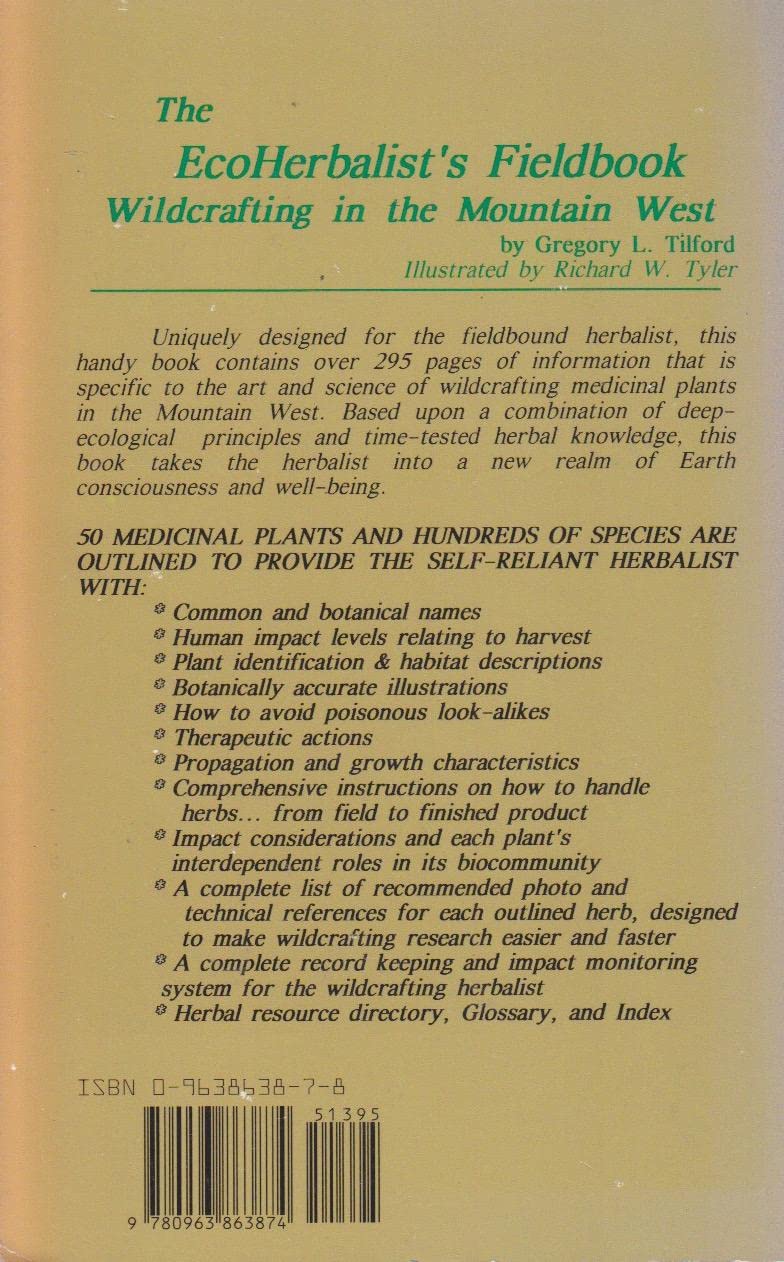 The
EcoHerbalist's Fieldbook
Wildcrafting in the Mountain West
by Gregory L. Tilford
Illustrated by Richard W. Tyler
Uniquely designed for the fieldbound herbalist, this
handy book contains over 295 pages of information that is
specific to the art and science of wildcrafting medicinal plants
in the Mountain West. Based upon a combination of deep-
ecological principles and time-tested herbal knowledge, this
book takes the herbalist into a new realm of Earth
consciousness and well-being.
50 MEDICINAL PLANTS AND HUNDREDS OF SPECIES ARE
OUTLINED TO PROVIDE THE SELF-RELIANT HERBALIST
WITH:
* Common and botanical names
* Human impact levels relating to harvest
* Plant identification & habitat descriptions
* Botanically accurate illustrations
* How to avoid poisonous look-alikes
* Therapeutic actions
* Propagation and growth characteristics
* Comprehensive instructions on how to handle
herbs... from field to finished product
* Impact considerations and each plant's
interdependent roles in its biocommunity
* A complete list of recommended photo and
technical references for each outlined herb, designed
to make wildcrafting research easier and faster
* A complete record keeping and impact monitoring
system for the wildcrafting herbalist
* Herbal resource directory, Glossary, and Index
ISBN 0-9638638-7-8
51395
9 780963 863874